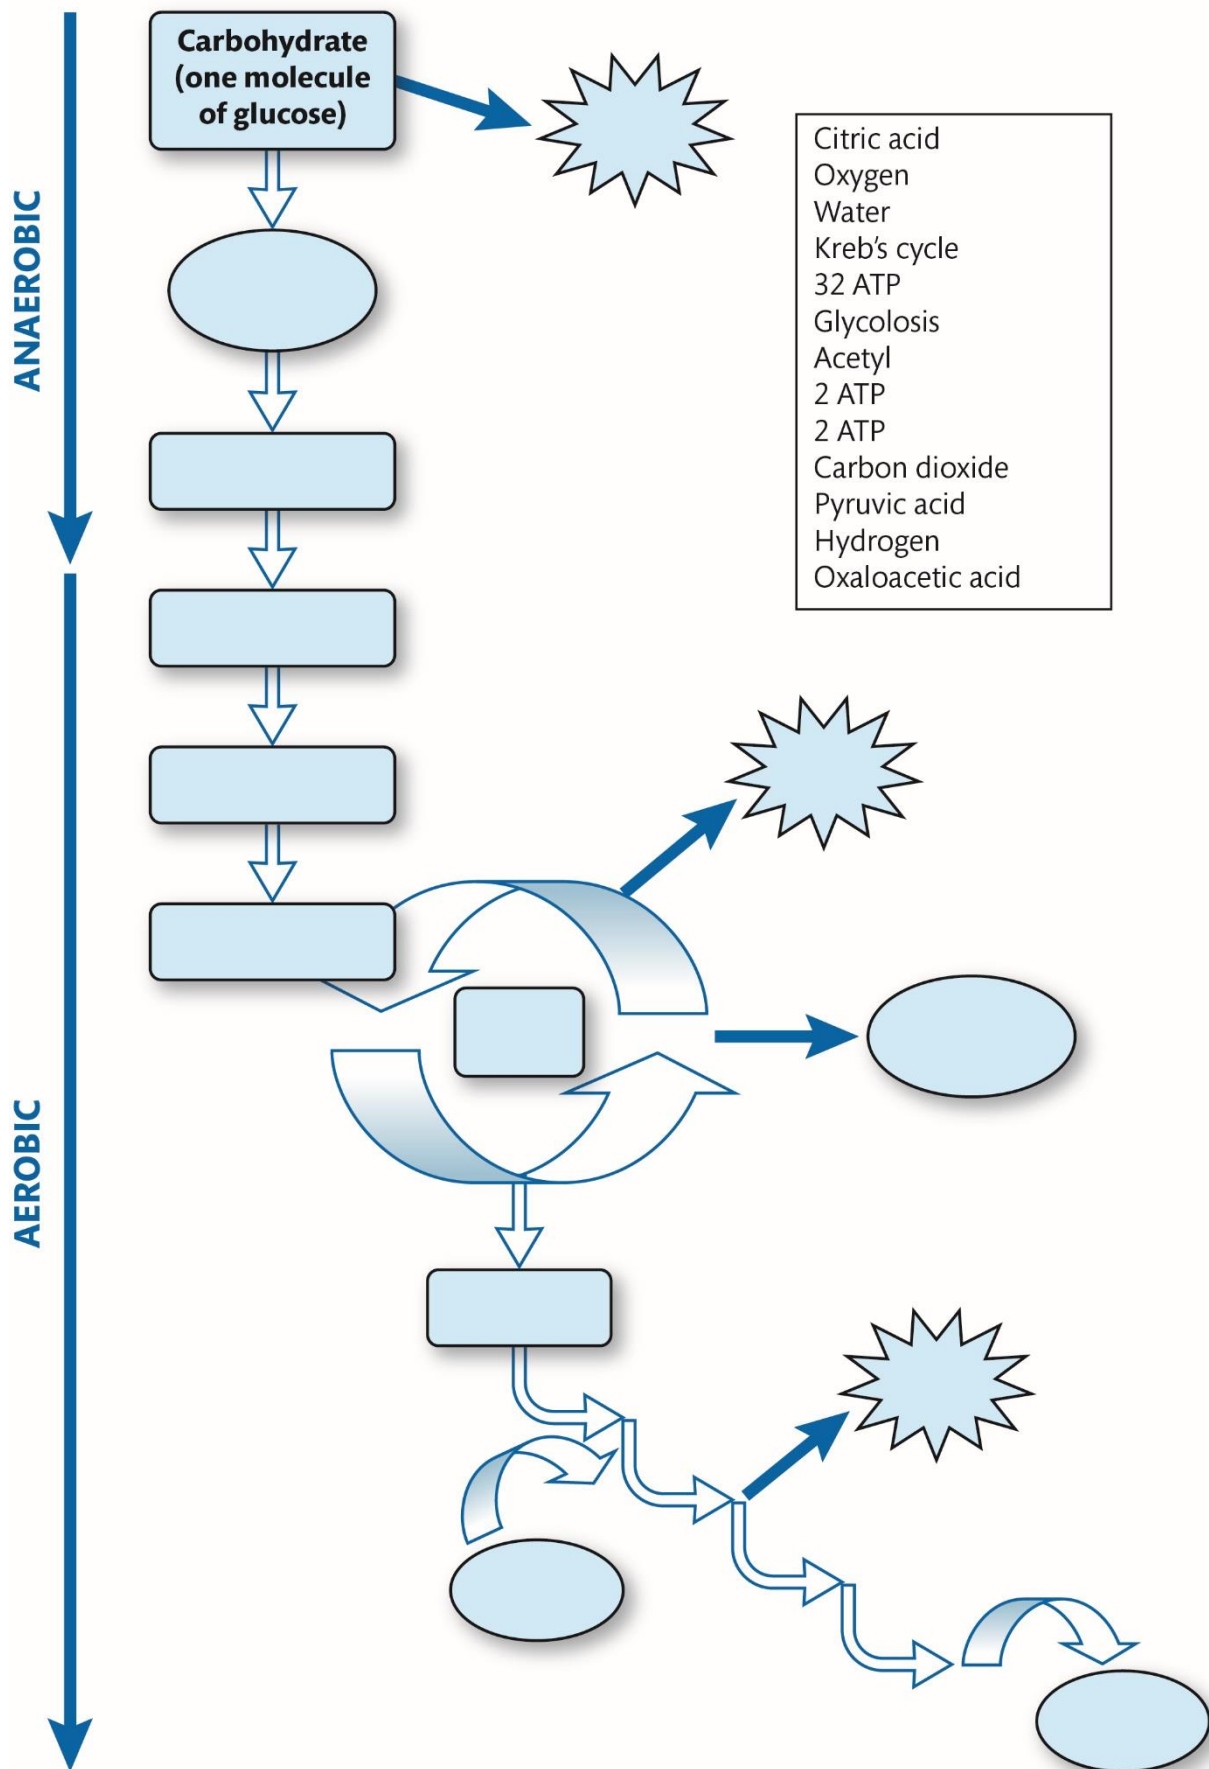 Carbohydrate
(one molecule
of glucose)
ANAEROBIC
Citric acid
Oxygen
Water
Kreb's cycle
32 ATP
Glycolosis
Acetyl
2 ATP
2 ATP
Carbon dioxide
Pyruvic acid
Hydrogen
Oxaloacetic acid
AEROBIC